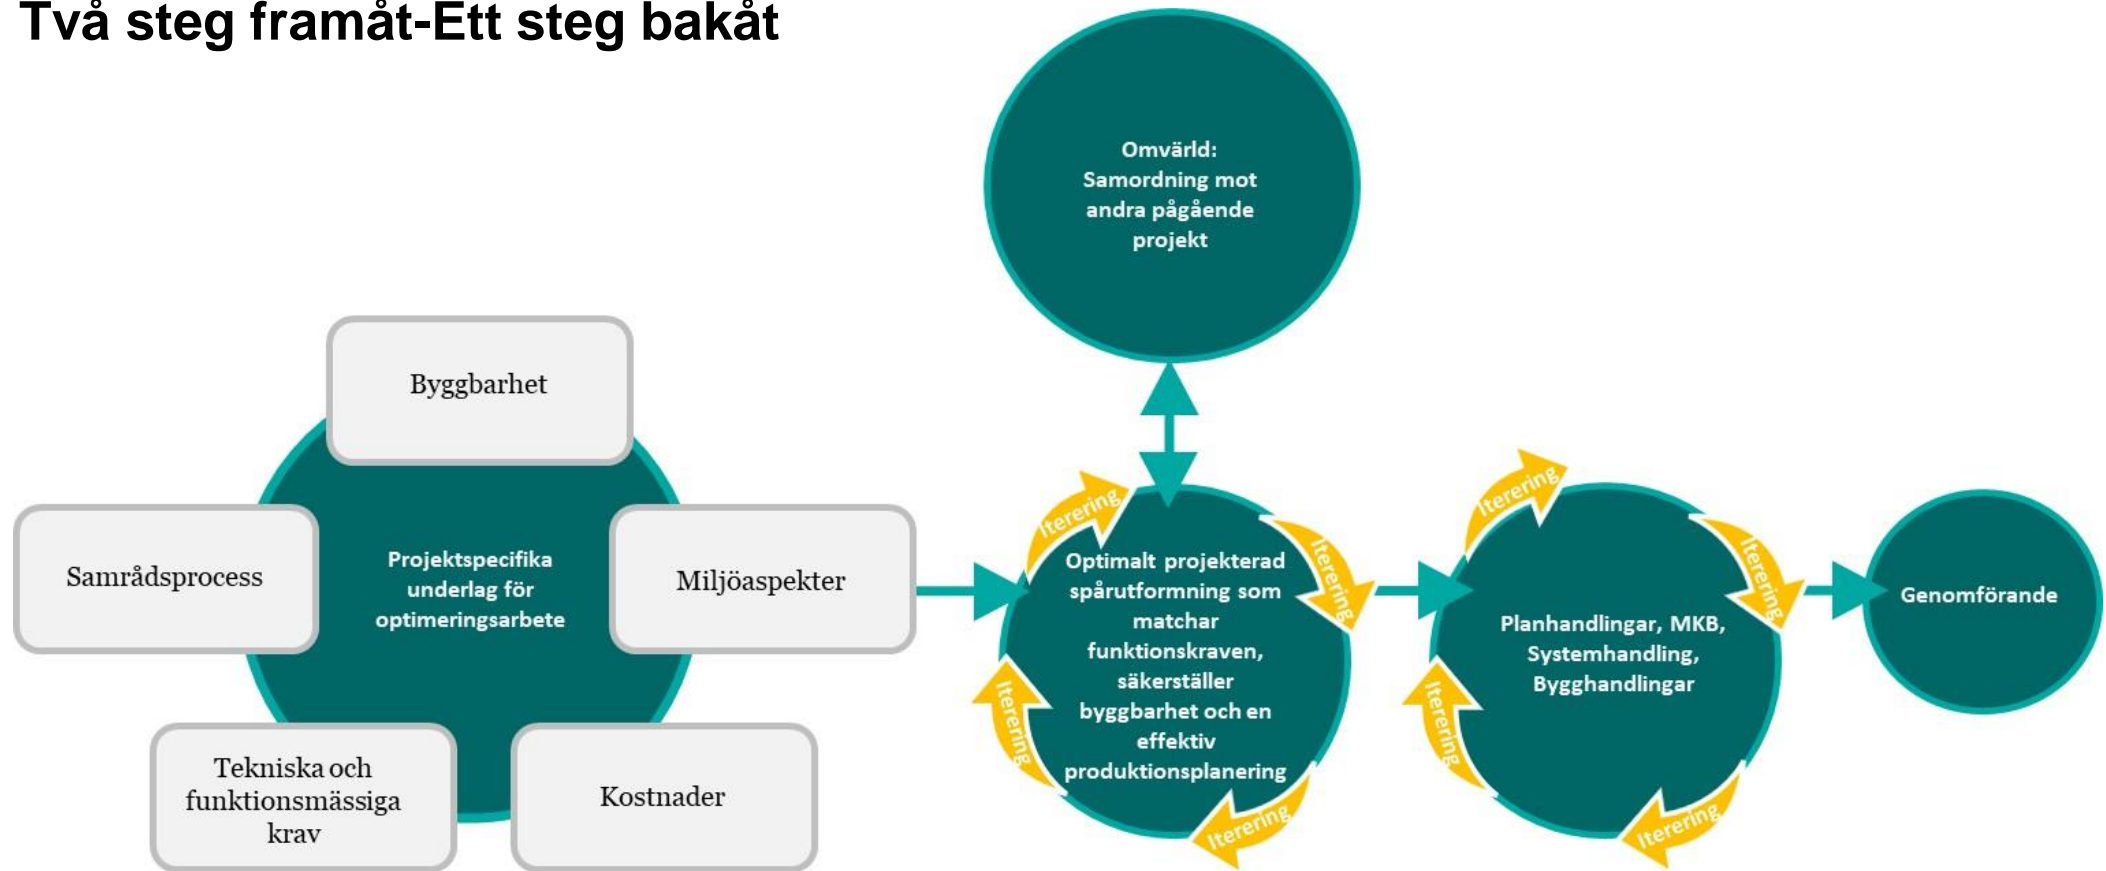 Två steg framåt-Ett steg bakåt
Omvärld:
Samordning mot
andra pågående
projekt
Byggbarhet
Samrådsprocess
Projektspecifika
underlag för
optimeringsarbete
Miljöaspekter
Tekniska och
funktionsmässiga
krav
Kostnader
Iterering
Iterering
Optimalt projekterad
spårutformning som
matchar
funktionskraven,
säkerställer
byggbarhet och en
effektiv
produktionsplanering
Iterering
Iterering
Iterering
Iterering
Planhandlingar, MKB,
Systemhandling,
Bygghandlingar
Iterering
Iterering
Genomförande